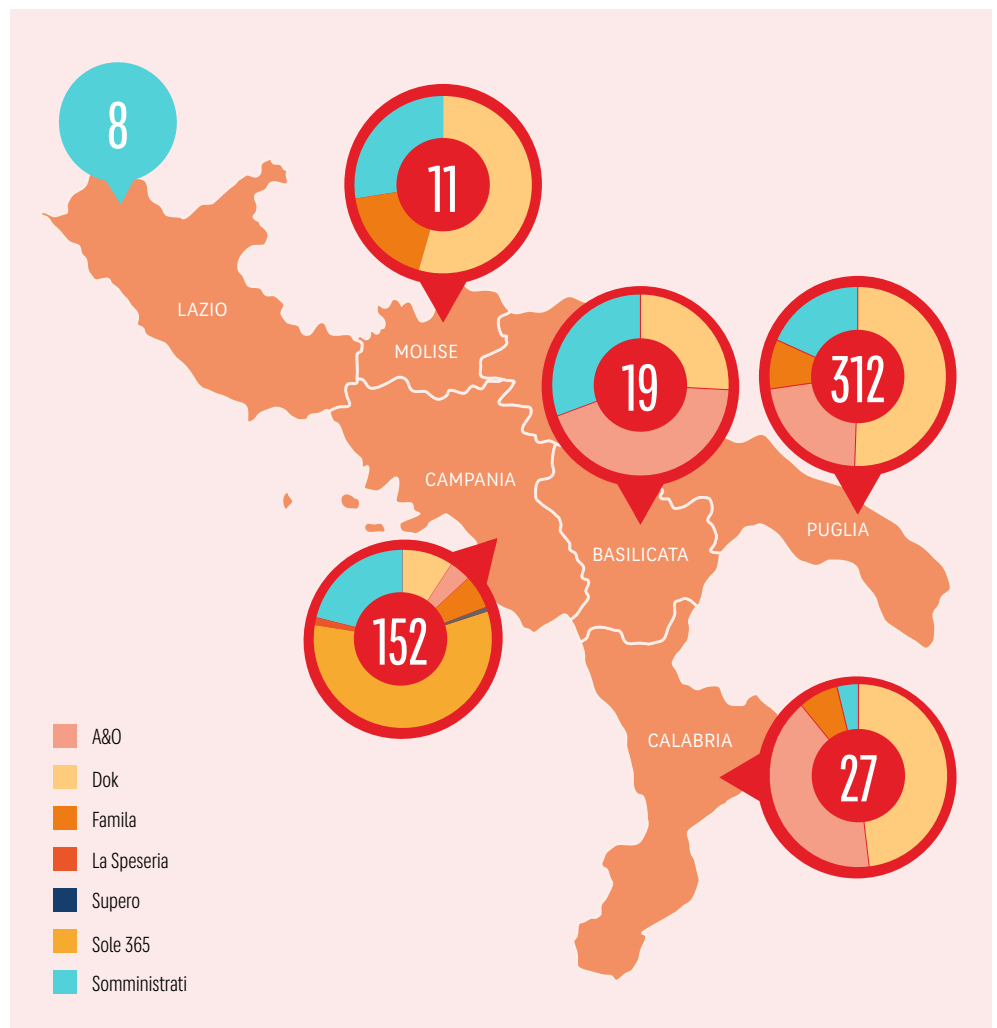 8
11
LAZIO
MOLISE
19
312
CAMPANIA
PUGLIA
BASILICATA
152
CALABRIA
27
A&O
Dok
Famila
La Speseria
Supero
Sole 365
Somministrati